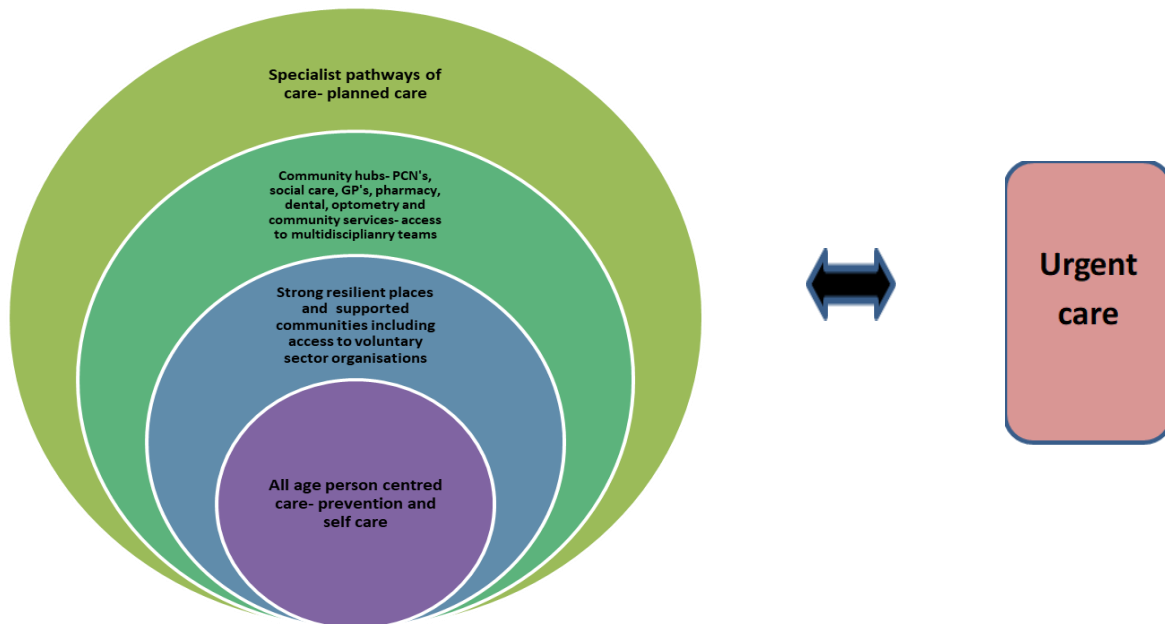 Specialist pathways of
care- planned care
Community hubs- PCN's,
social care, GP's, pharmacy,
dental, optometry and
community services- access
to multidisciplianry teams
Strong resilient places
and supported
communities including
access to voluntary
sector organisations
All age person centred
care- prevention and
self care
Urgent
care